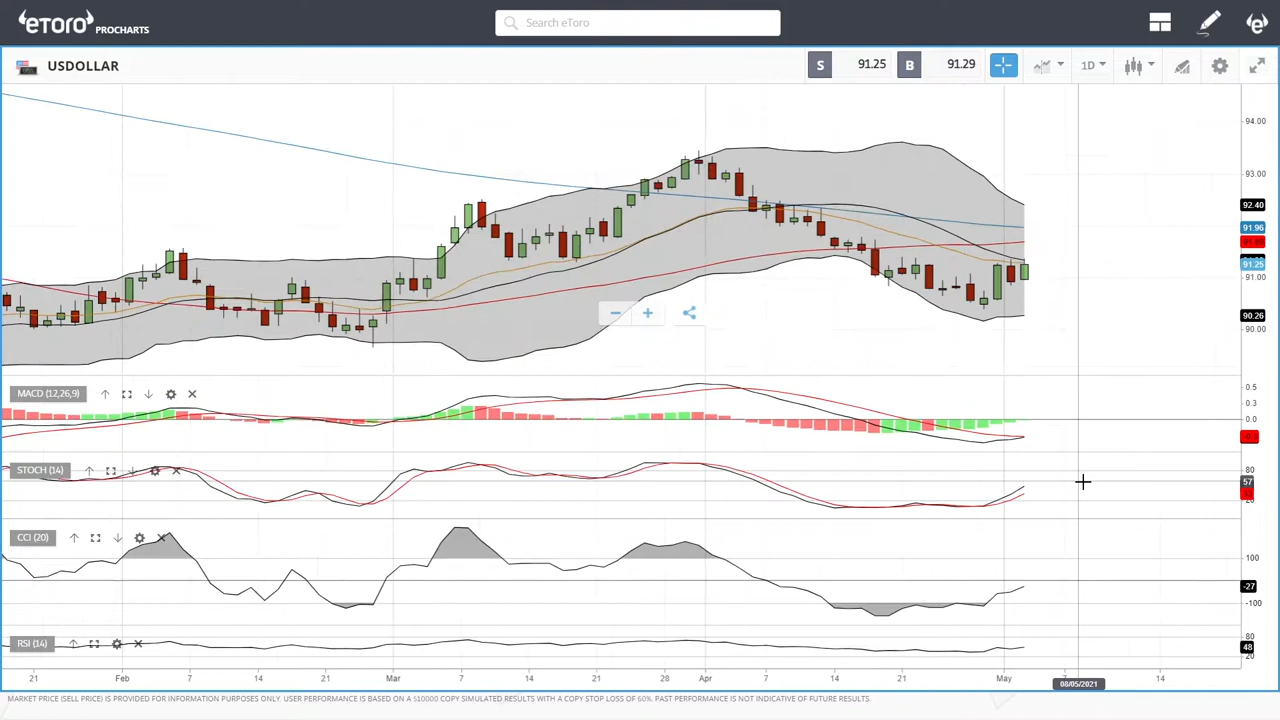 eToro PROCHARTS
Search eToro
USDOLLAR
S 91.25 B 91.29
1D
94.00
93.00
92.40
91.96
91.25
91.00
90.26
90.00
MACD (12,26,9)
0.5
0.3
0.0
STOCH (14)
80
57
CCI (20)
100
-27
-100
RSI (14)
80
48
20
21 Feb 7 14 21 Mar 7 14 21 28 Apr 7 14 21 May 7 14
08/05/2021
MARKET PRICE (SELL PRICE) IS PROVIDED FOR INFORMATION PURPOSES ONLY. USER PERFORMANCE IS BASED ON A $10000 COPY SIMULATED RESULTS WITH A COPY STOP LOSS OF 60%. PAST PERFORMANCE IS NOT INDICATIVE OF FUTURE RESULTS.